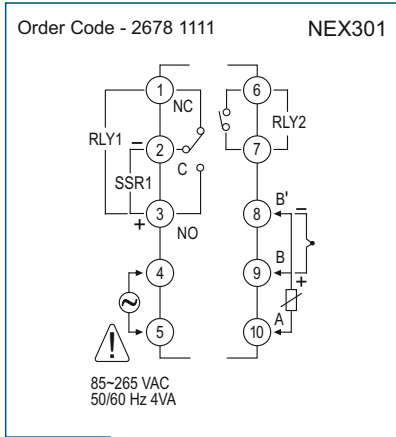 Order Code - 2678 1111 NEX301
1 NC 6
RLY1 RLY2
− 2 C 7
SSR1
+ 3 NO 8 B' −
4 9 B +
5 10 A
!
85~265 VAC
50/60 Hz 4VA